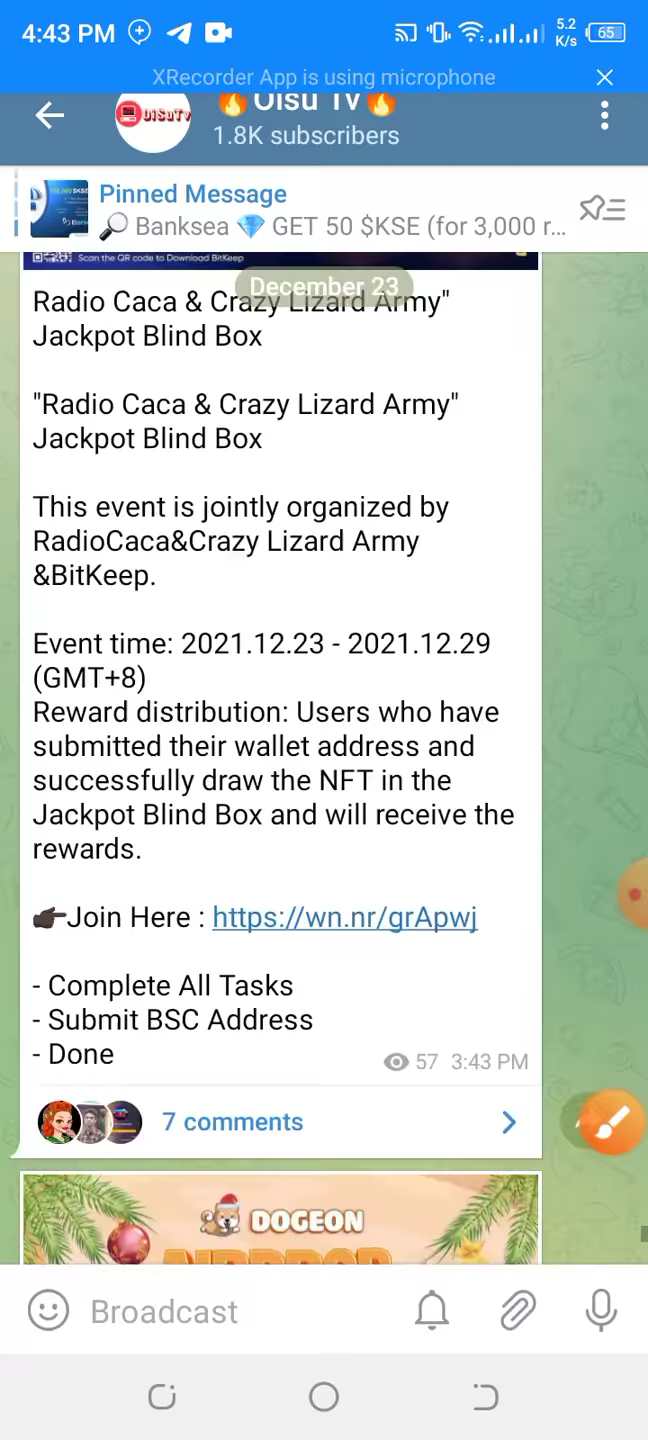 4:43 PM
5.2
K/s
65
XRecorder App is using microphone
OlsuTv
🔥Olsu Tv🔥
1.8K subscribers
Pinned Message
🔎 Banksea 💎 GET 50 $KSE (for 3,000 r...
Scan the QR code to Download BitKeep
December 23
Radio Caca & Crazy Lizard Army"
Jackpot Blind Box
"Radio Caca & Crazy Lizard Army"
Jackpot Blind Box
This event is jointly organized by
RadioCaca&Crazy Lizard Army
&BitKeep.
Event time: 2021.12.23 - 2021.12.29
(GMT+8)
Reward distribution: Users who have
submitted their wallet address and
successfully draw the NFT in the
Jackpot Blind Box and will receive the
rewards.
👉🏿Join Here : https://wn.nr/grApwj
- Complete All Tasks
- Submit BSC Address
- Done
57 3:43 PM
7 comments
DOGEON
AIRDROP
Broadcast